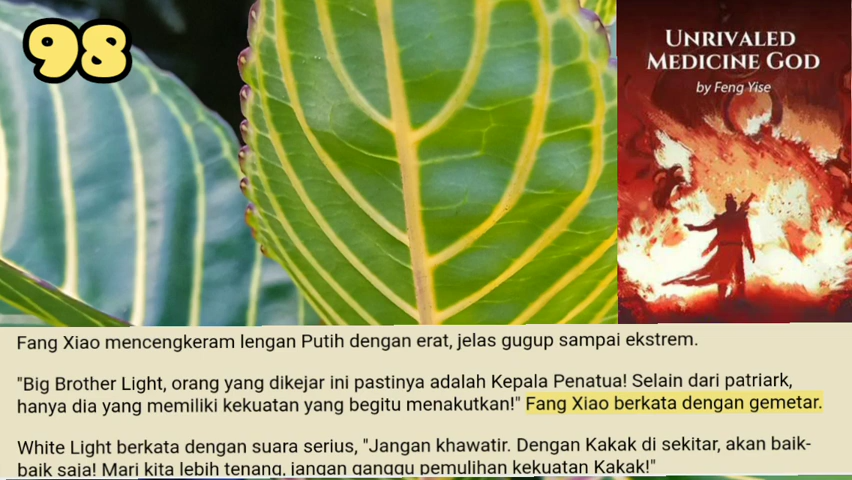 98
UNRIVALED
MEDICINE GOD
by Feng Yise
Fang Xiao mencengkeram lengan Putih dengan erat, jelas gugup sampai ekstrem.
"Big Brother Light, orang yang dikejar ini pastinya adalah Kepala Penatua! Selain dari patriark,
hanya dia yang memiliki kekuatan yang begitu menakutkan!" Fang Xiao berkata dengan gemetar.
White Light berkata dengan suara serius, "Jangan khawatir. Dengan Kakak di sekitar, akan baik-
baik saja! Mari kita lebih tenang, jangan ganggu pemulihan kekuatan Kakak!"